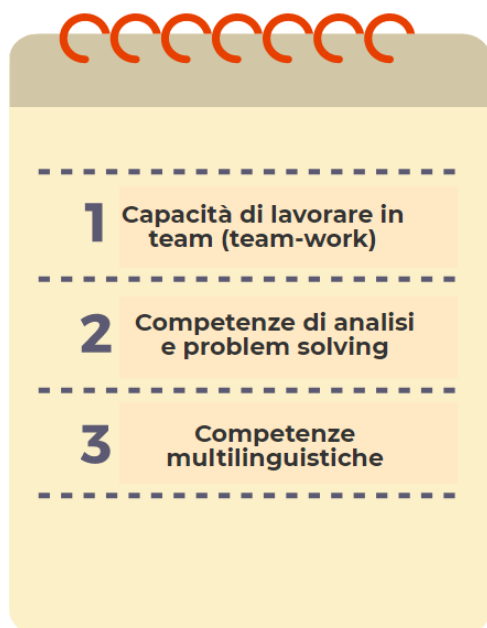 1
Capacità di lavorare in
team (team-work)
2
Competenze di analisi
e problem solving
3
Competenze
multilinguistiche